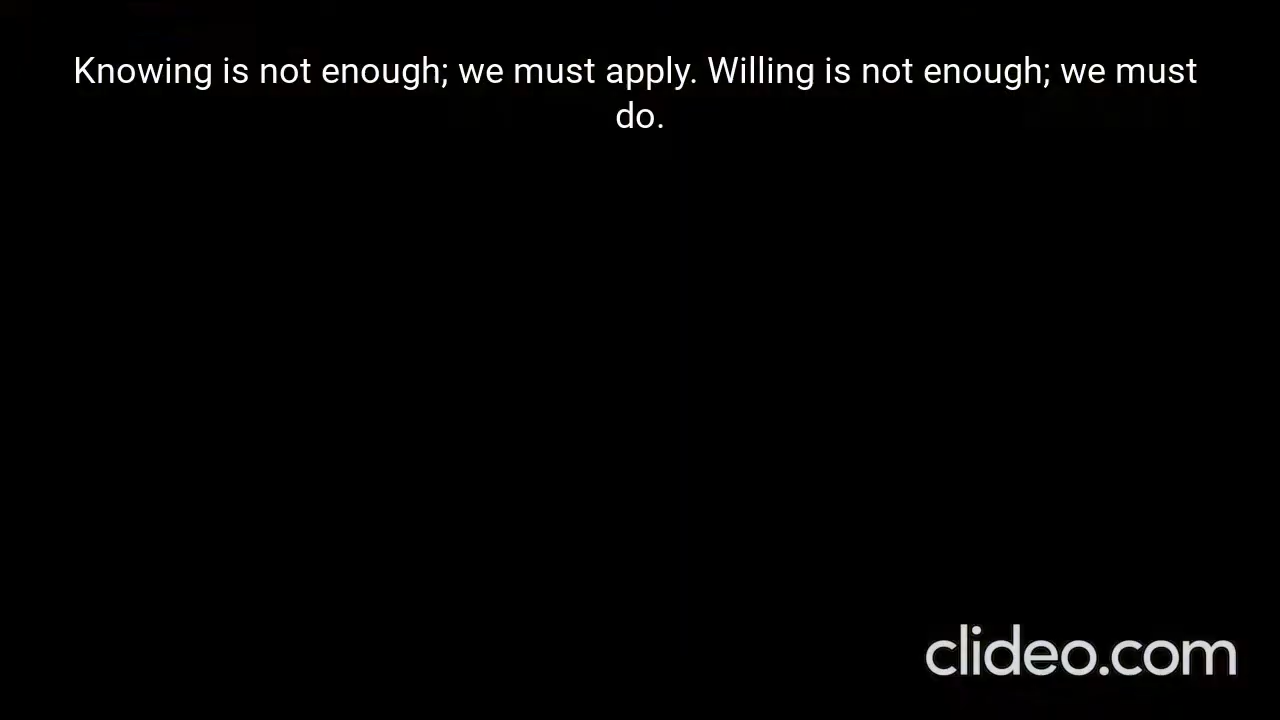 Knowing is not enough; we must apply. Willing is not enough; we must
do.
clideo.com